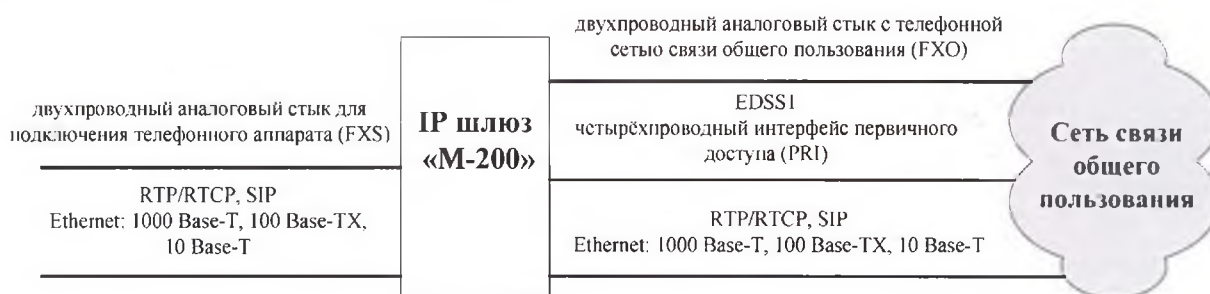 двухпроводный аналоговый стык с телефонной
сетью связи общего пользования (FXO)
двухпроводный аналоговый стык для
подключения телефонного аппарата (FXS)
IP шлюз
«М-200»
EDSS1
четырёхпроводный интерфейс первичного
доступа (PRI)
Сеть связи
общего
пользования
RTP/RTCP, SIP
Ethernet: 1000 Base-T, 100 Base-TX,
10 Base-T
RTP/RTCP, SIP
Ethernet: 1000 Base-T, 100 Base-TX, 10 Base-T